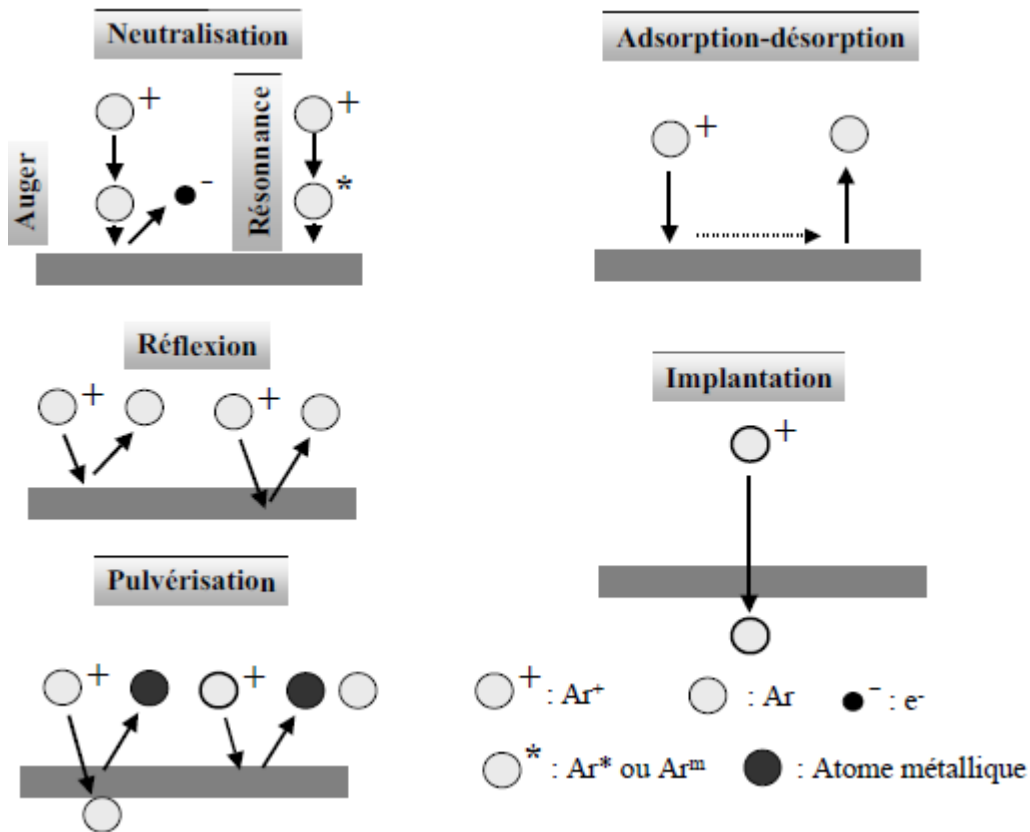 Neutralisation
Auger
+
-
Résonnance
+
*
Adsorption-désorption
+
Réflexion
+
+
Implantation
+
Pulvérisation
+
+
+ : Ar⁺
: Ar
- : e⁻
* : Ar* ou Arᵐ
: Atome métallique